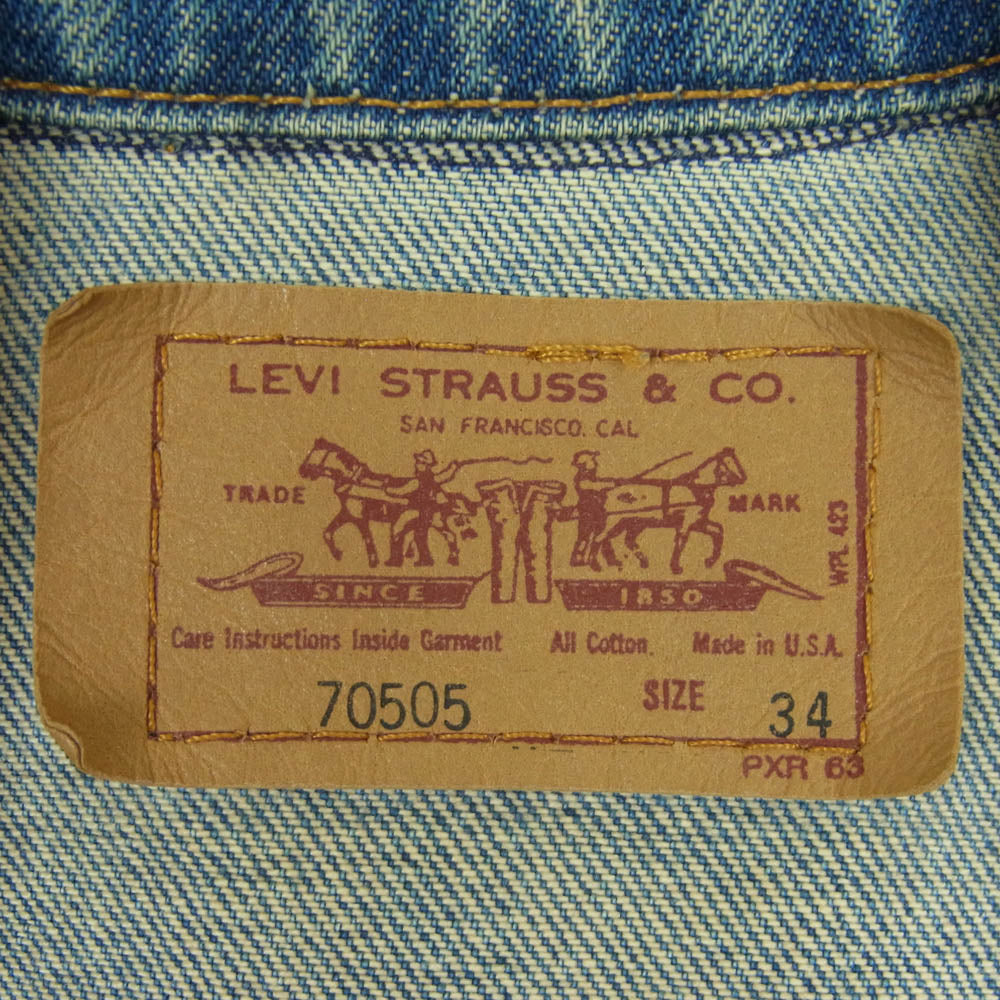 LEVI STRAUSS & CO.
SAN FRANCISCO. CAL
TRADE MARK
WPL 423
SINCE 1850
Care Instructions Inside Garment All Cotton. Made in U.S.A.
70505 SIZE 34
PXR 63